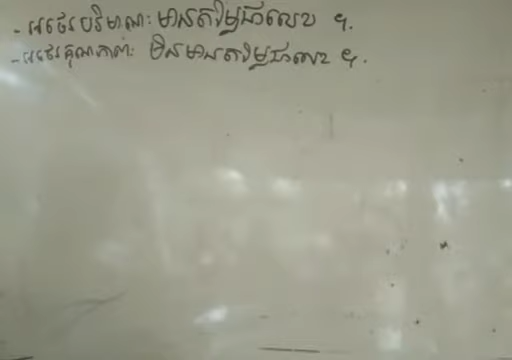 - អថេរបរិមាណ: មានតម្លៃជាលេខ ។
- អថេរគុណភាព: មិនមានតម្លៃជាលេខ ។